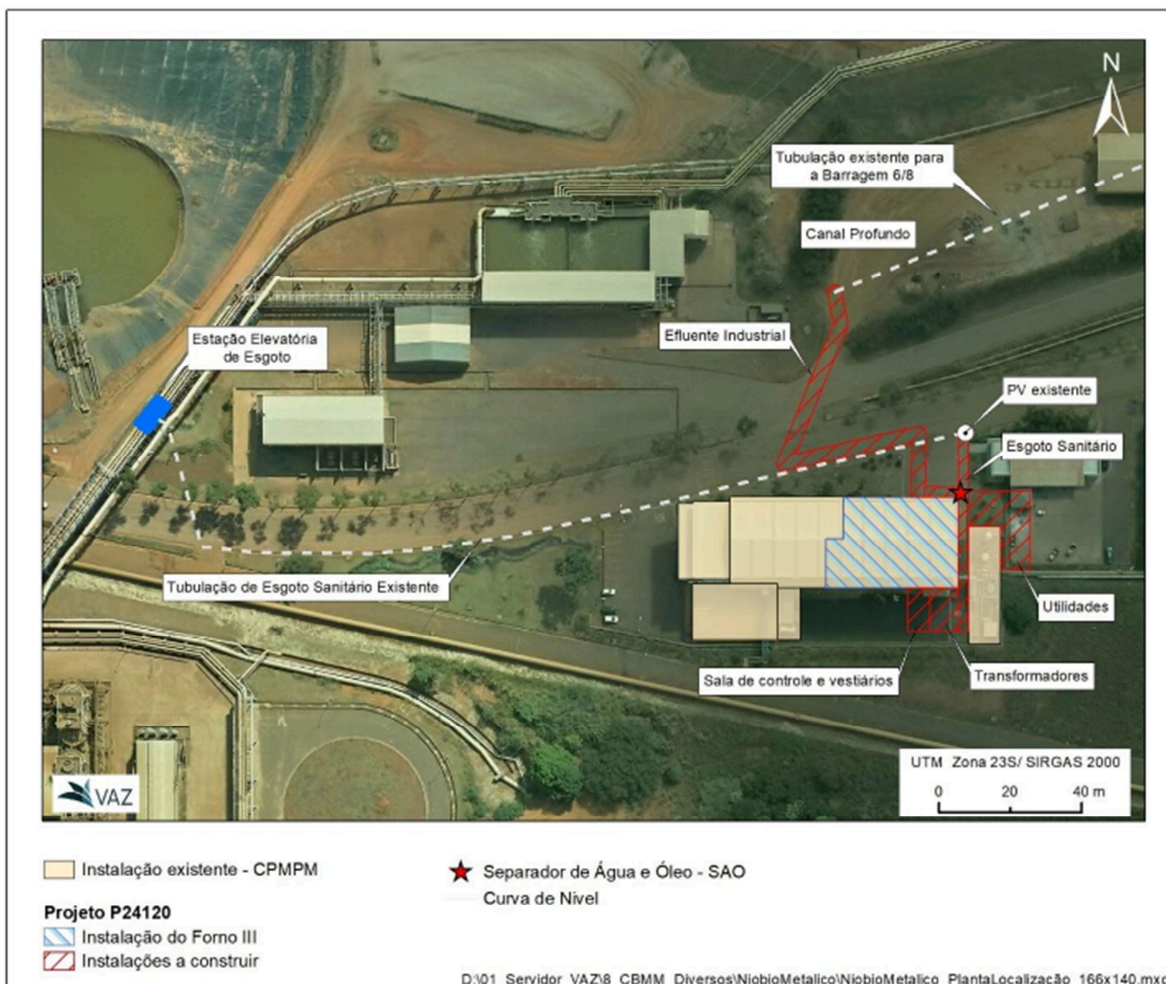 N
Tubulação existente para
a Barragem 6/8
Canal Profundo
Efluente Industrial
Estação Elevatória
de Esgoto
PV existente
Esgoto Sanitário
Tubulação de Esgoto Sanitário Existente
Utilidades
Sala de controle e vestiários
Transformadores
UTM Zona 23S/ SIRGAS 2000
0 20 40 m
VAZ
Instalação existente - CPMPM
Separador de Água e Óleo - SAO
Curva de Nivel
Projeto P24120
Instalação do Forno III
Instalações a construir
D:\01_Servidor_VAZ\8_CBMM_Diversos\NiobioMetalico\NiobioMetalico_PlantaLocalização_166x140.mxd